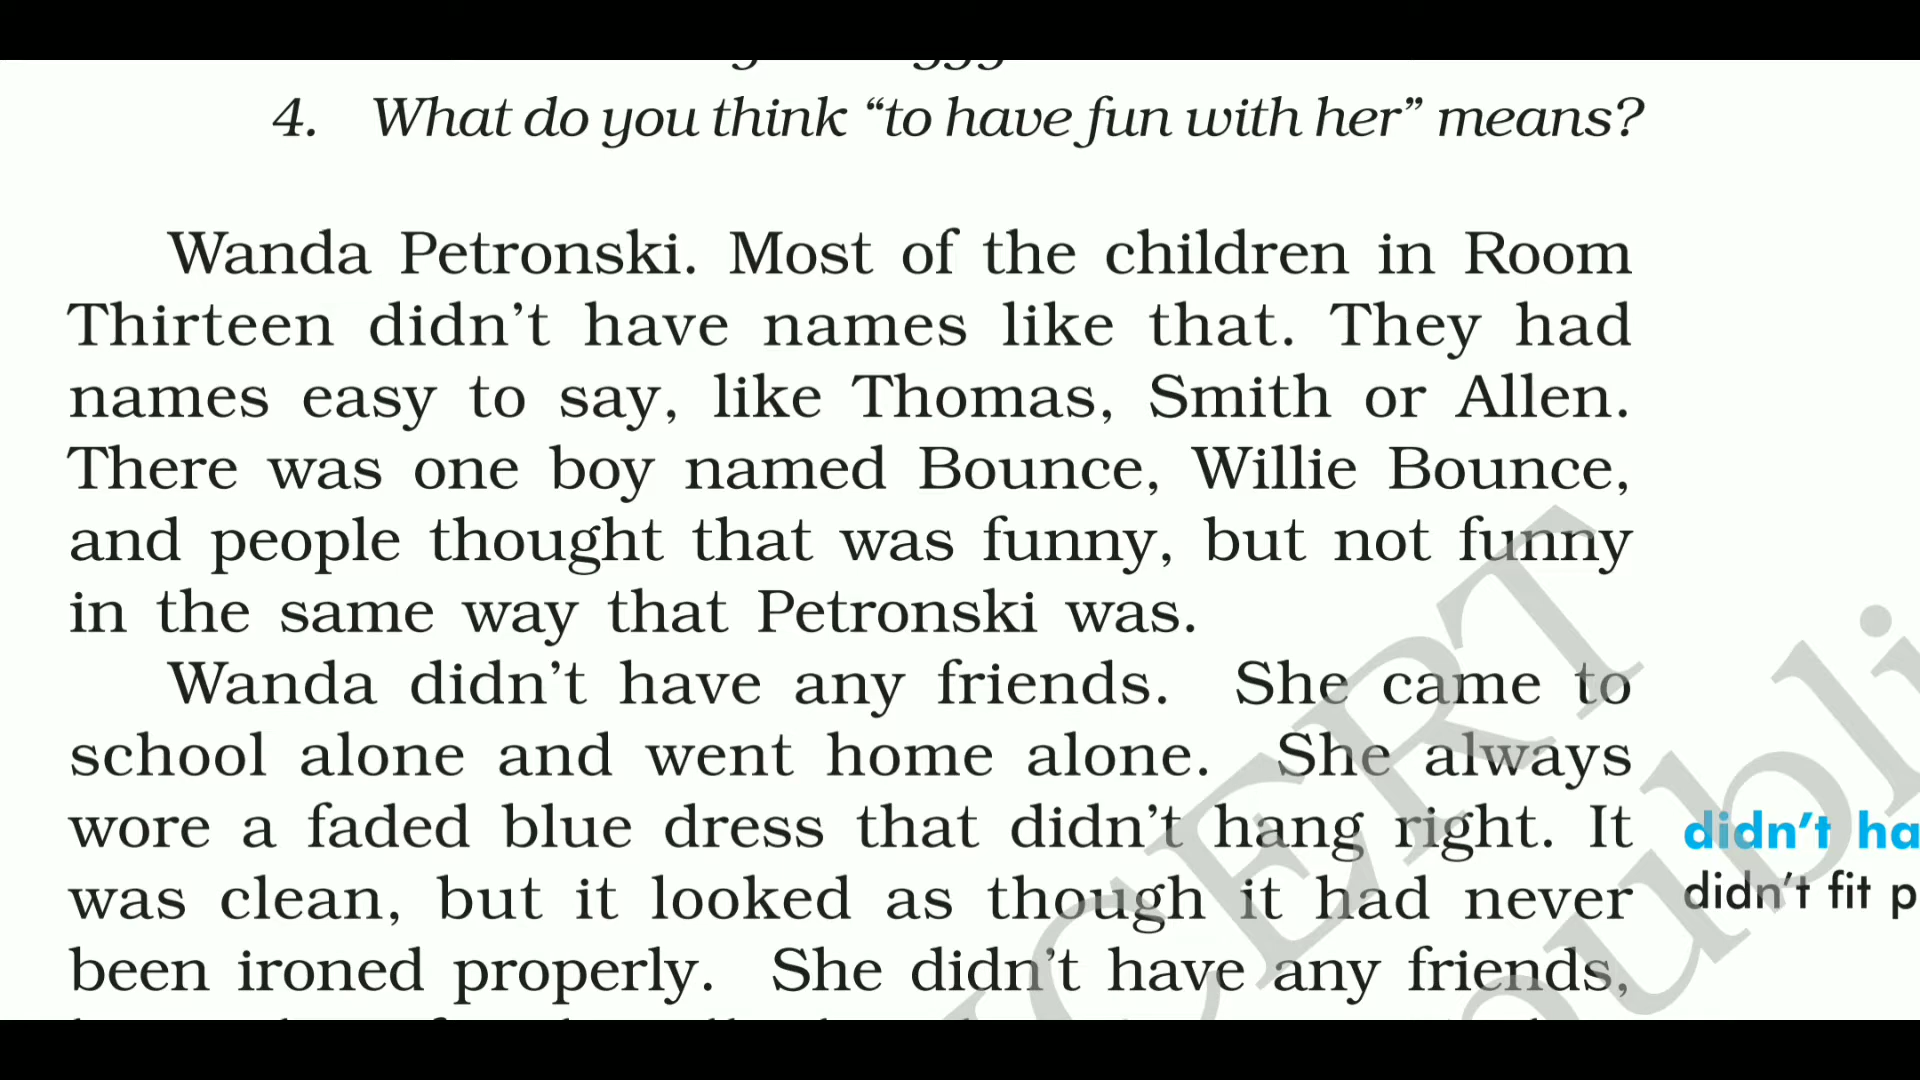 4. What do you think “to have fun with her” means?
Wanda Petronski. Most of the children in Room
Thirteen didn’t have names like that. They had
names easy to say, like Thomas, Smith or Allen.
There was one boy named Bounce, Willie Bounce,
and people thought that was funny, but not funny
in the same way that Petronski was.
Wanda didn’t have any friends. She came to
school alone and went home alone. She always
wore a faded blue dress that didn’t hang right. It
was clean, but it looked as though it had never
been ironed properly. She didn’t have any friends,
didn’t ha
didn’t fit p